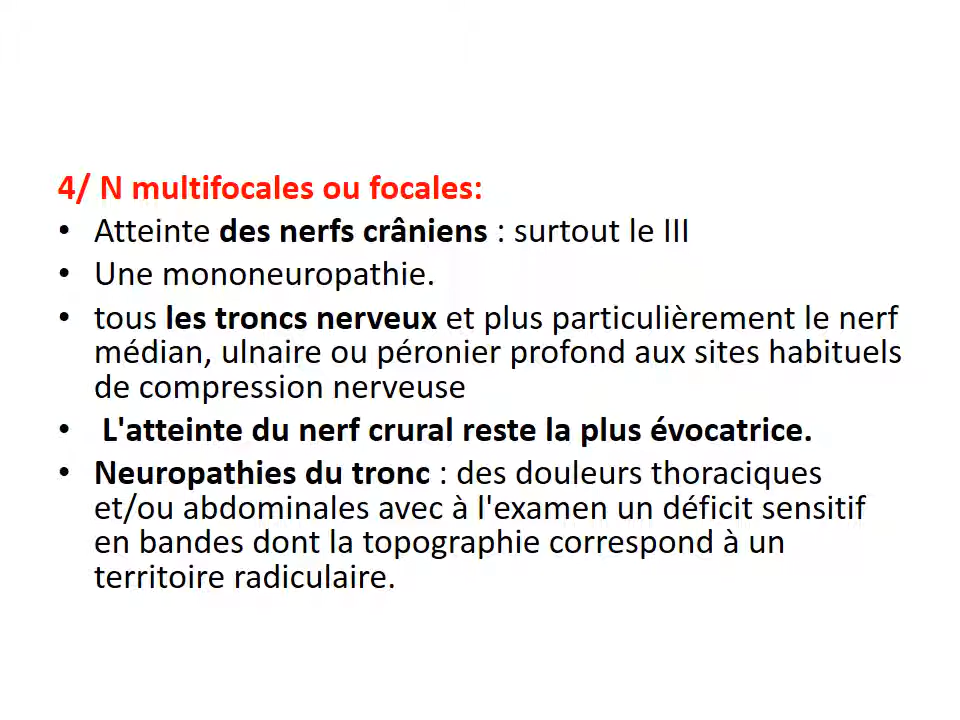 4/ N multifocales ou focales:
• Atteinte des nerfs crâniens : surtout le III
• Une mononeuropathie.
• tous les troncs nerveux et plus particulièrement le nerf
médian, ulnaire ou péronier profond aux sites habituels
de compression nerveuse
• L'atteinte du nerf crural reste la plus évocatrice.
• Neuropathies du tronc : des douleurs thoraciques
et/ou abdominales avec à l'examen un déficit sensitif
en bandes dont la topographie correspond à un
territoire radiculaire.